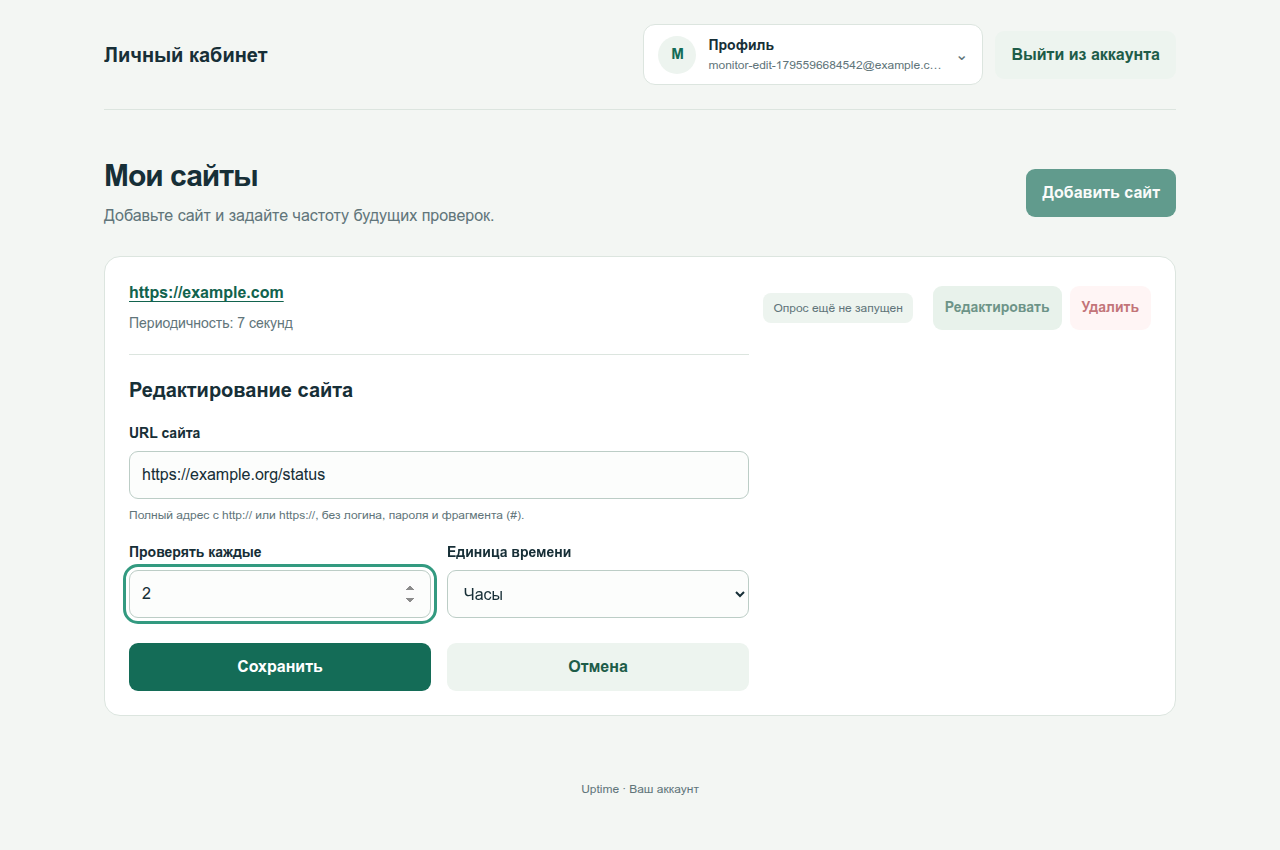 Личный кабинет
M
Профиль
monitor-edit-1795596684542@example.c...
Выйти из аккаунта
Мои сайты
Добавьте сайт и задайте частоту будущих проверок.
Добавить сайт
https://example.com
Периодичность: 7 секунд
Опрос ещё не запущен
Редактировать
Удалить
Редактирование сайта
URL сайта
https://example.org/status
Полный адрес с http:// или https://, без логина, пароля и фрагмента (#).
Проверять каждые
Единица времени
2
Часы
Сохранить
Отмена
Uptime · Ваш аккаунт